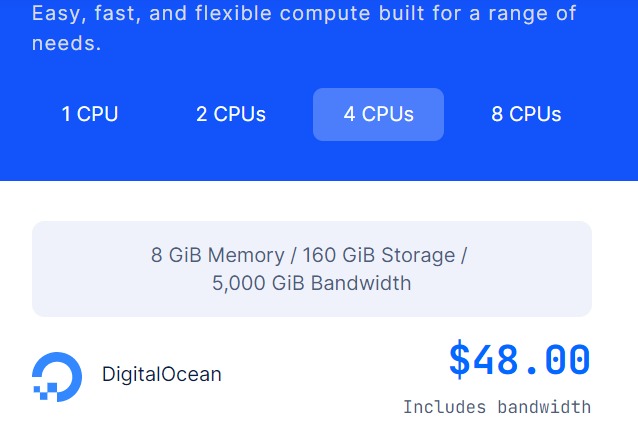 Easy, fast, and flexible compute built for a range of
needs.
1 CPU 2 CPUs 4 CPUs 8 CPUs
8 GiB Memory / 160 GiB Storage /
5,000 GiB Bandwidth
DigitalOcean
$48.00
Includes bandwidth